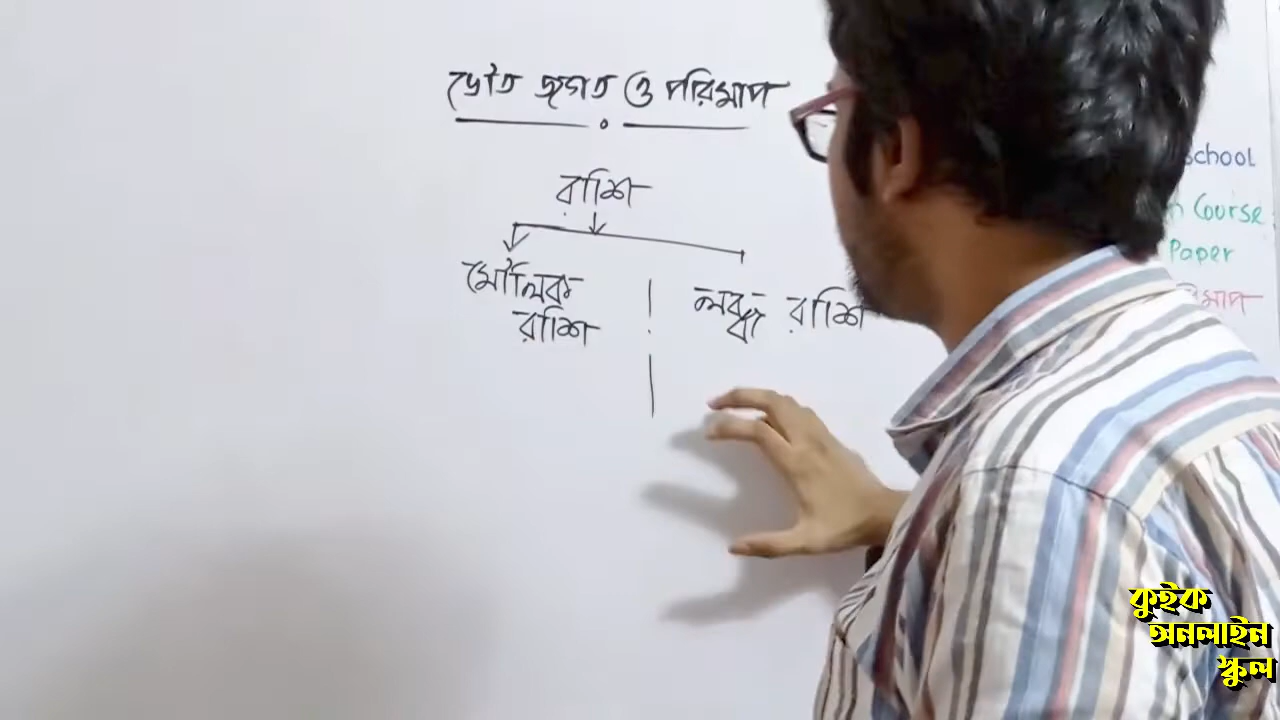 ভৌত জগত ও পরিমাপ
রাশি
মৌলিক
রাশি
লব্ধ রাশি
School
Course
Paper
কুইক
অনলাইন
স্কুল